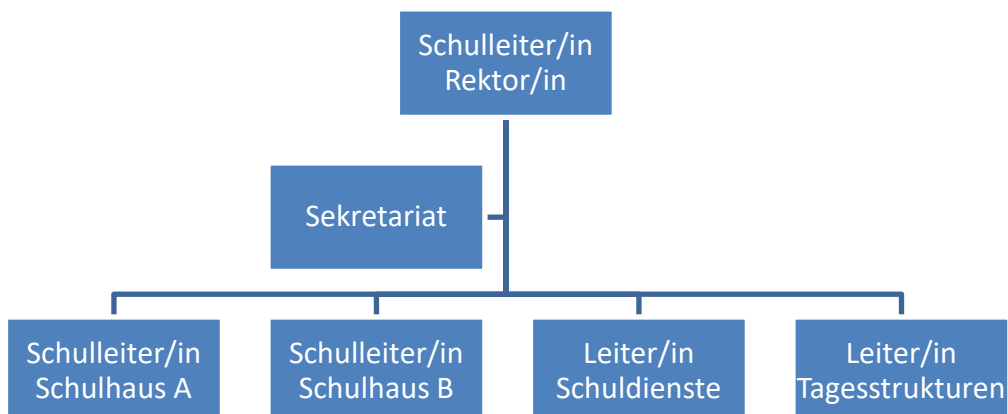 Schulleiter/in
Rektor/in
Sekretariat
Schulleiter/in
Schulhaus A
Schulleiter/in
Schulhaus B
Leiter/in
Schuldienste
Leiter/in
Tagesstrukturen